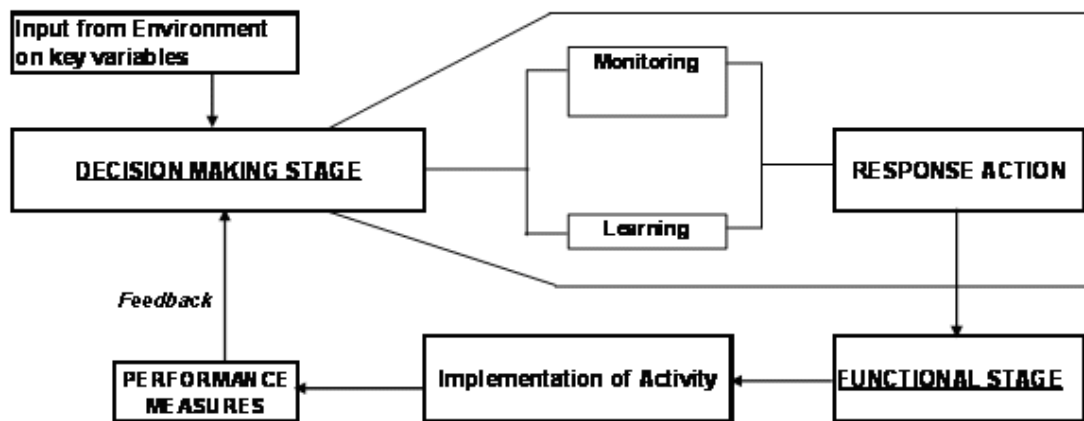 Input from Environment
on key variables
Monitoring
DECISION MAKING STAGE
RESPONSE ACTION
Learning
Feedback
PERFORMANCE
MEASURES
Implementation of Activity
FUNCTIONAL STAGE